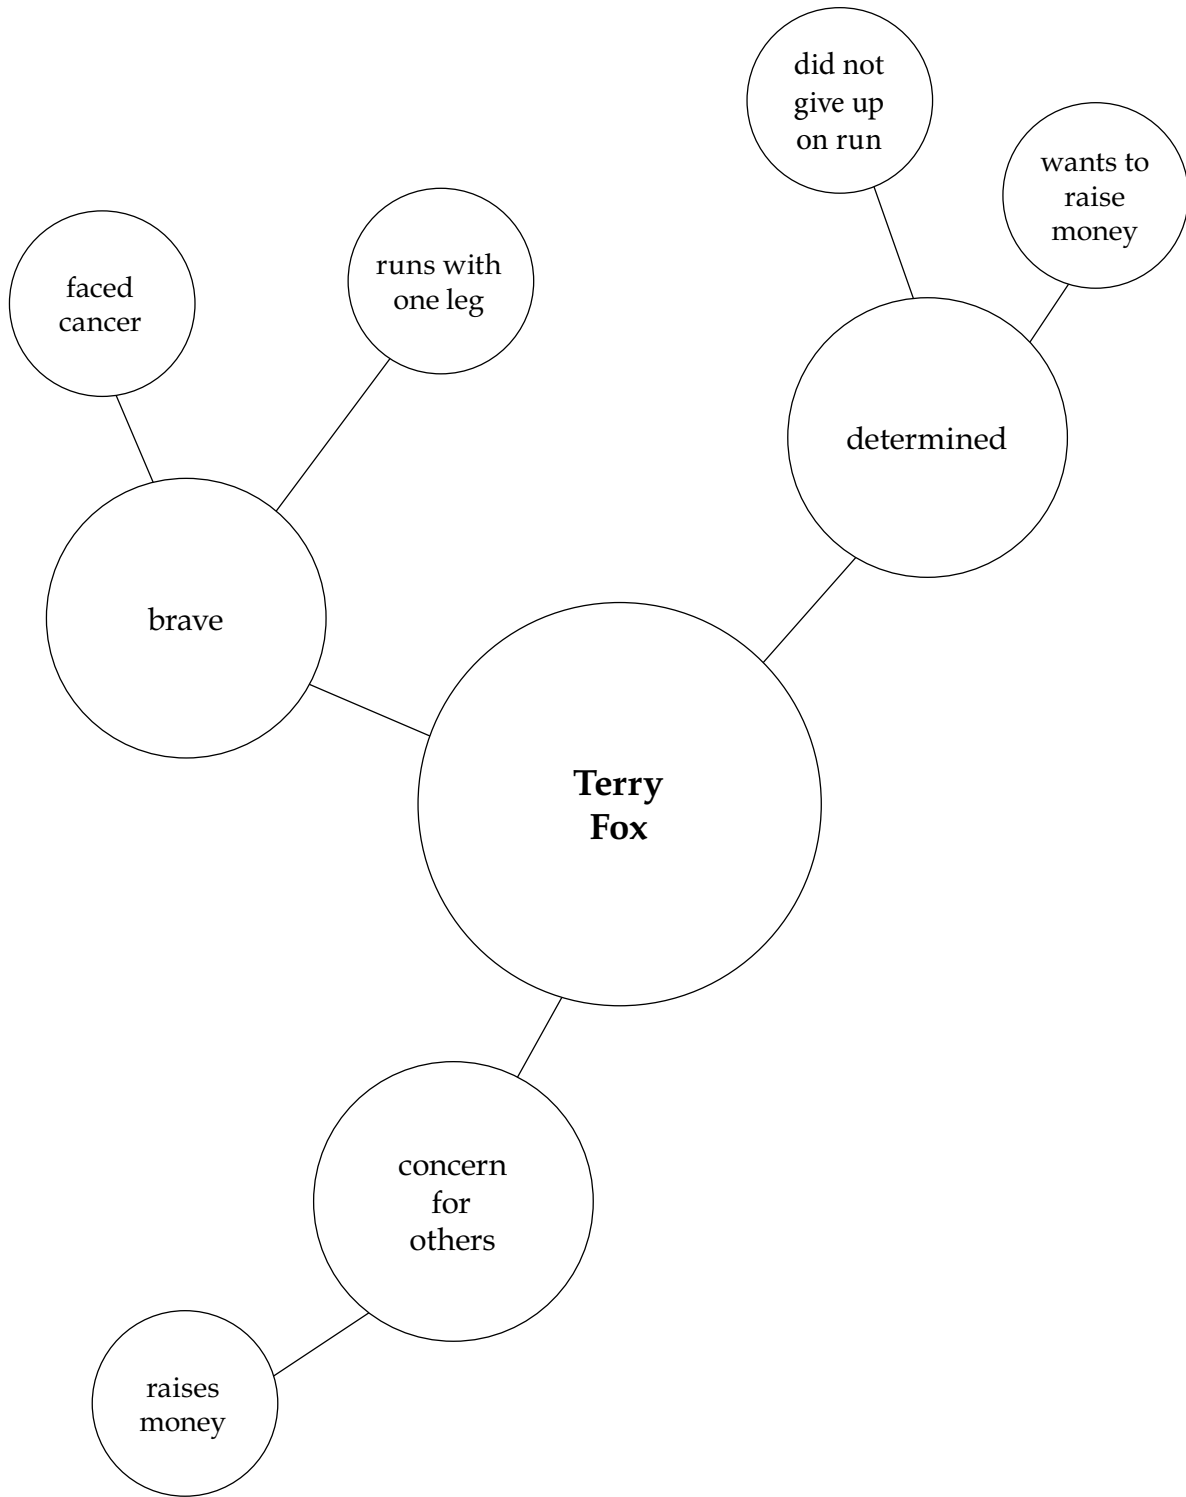 did not
give up
on run
wants to
raise
money
runs with
one leg
faced
cancer
determined
brave
Terry
Fox
concern
for
others
raises
money